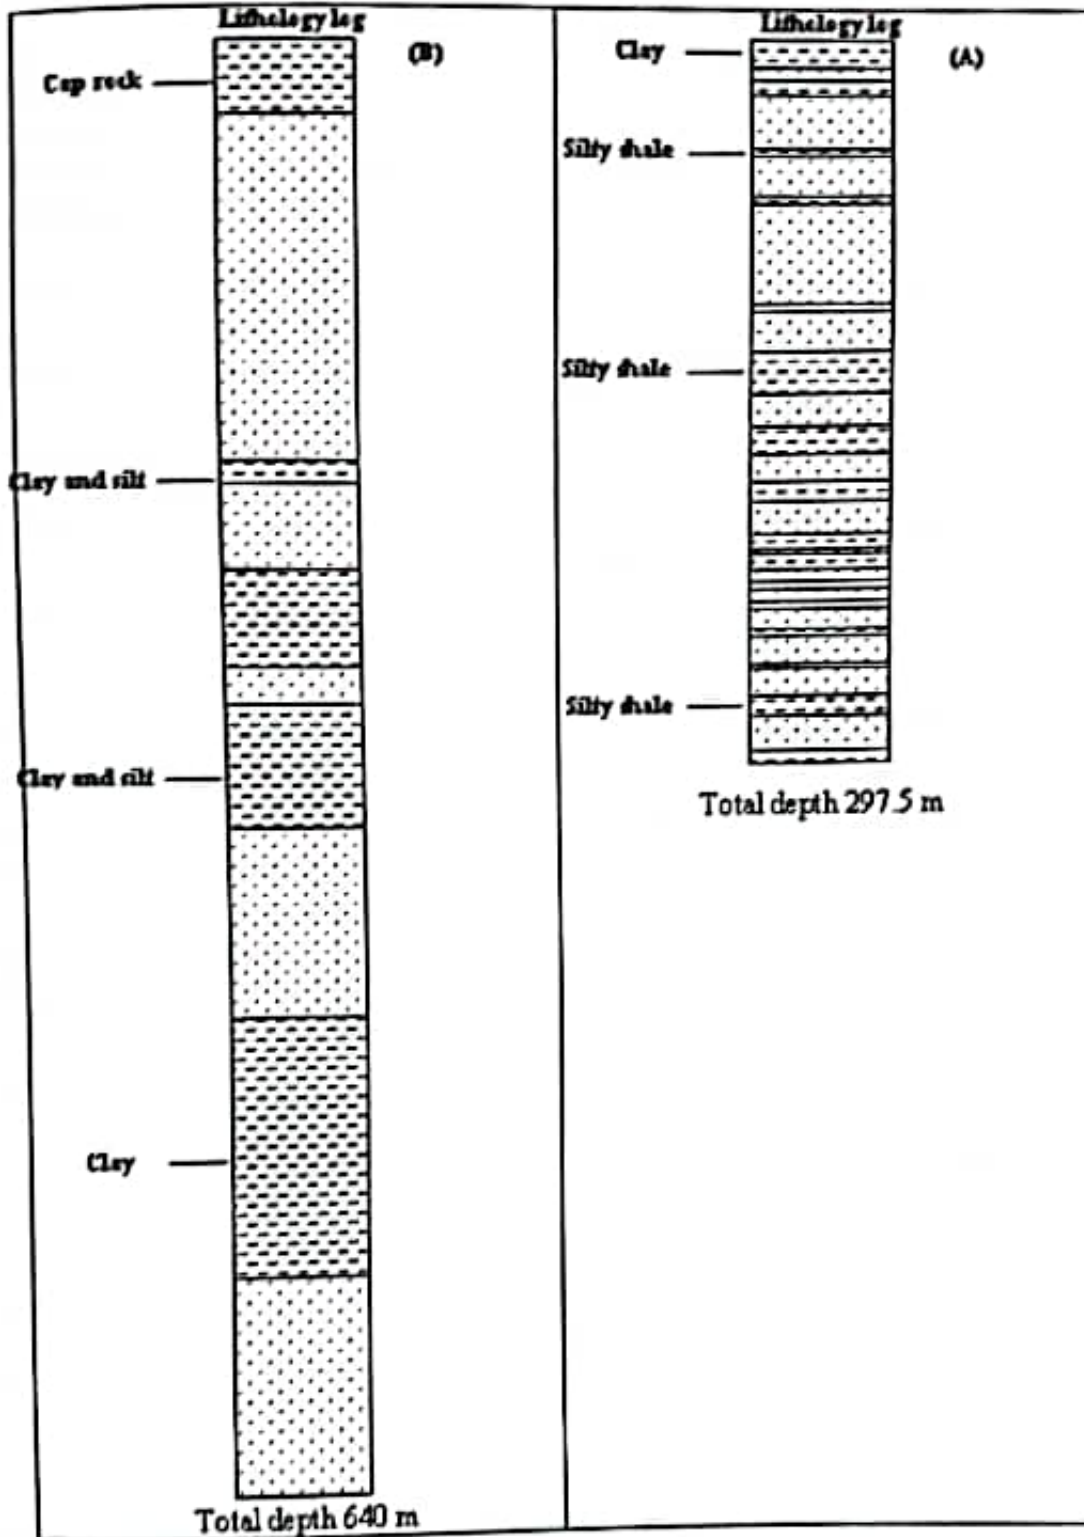 Lithology log
(B)
Cap rock
Clay and silt
Clay and silt
Clay
Total depth 640 m
Lithology log
(A)
Clay
Silty shale
Silty shale
Silty shale
Total depth 297.5 m